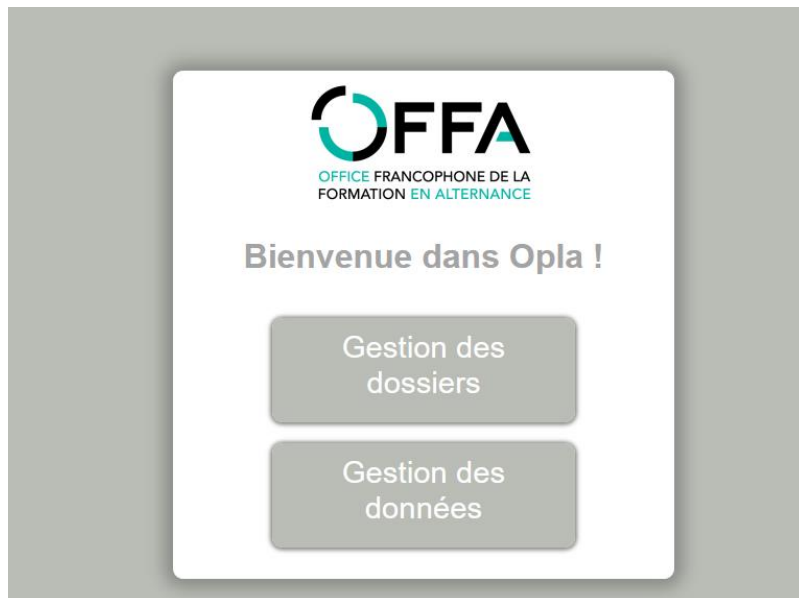 OFFA
OFFICE FRANCOPHONE DE LA
FORMATION EN ALTERNANCE
Bienvenue dans Opla !
Gestion des
dossiers
Gestion des
données